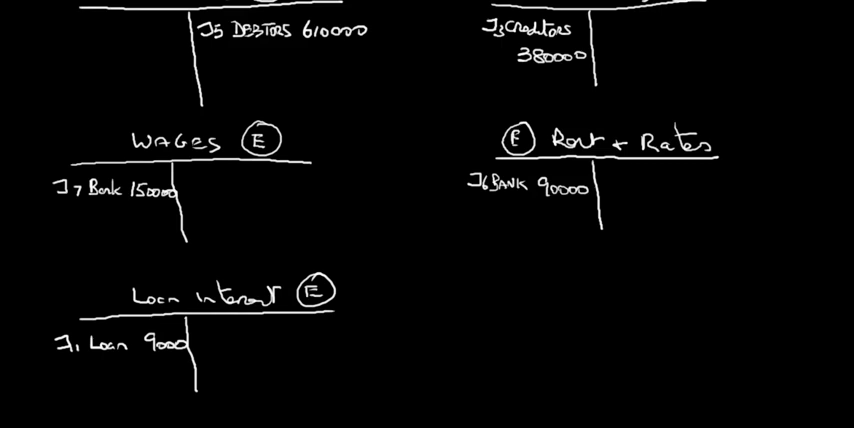 J5 DEBTORS 610000
J3 Creditors
380000
WAGES E
E Rent + Rates
J7 Bank 150000
J6 BANK 90000
Loan interest E
J1 Loan 9000